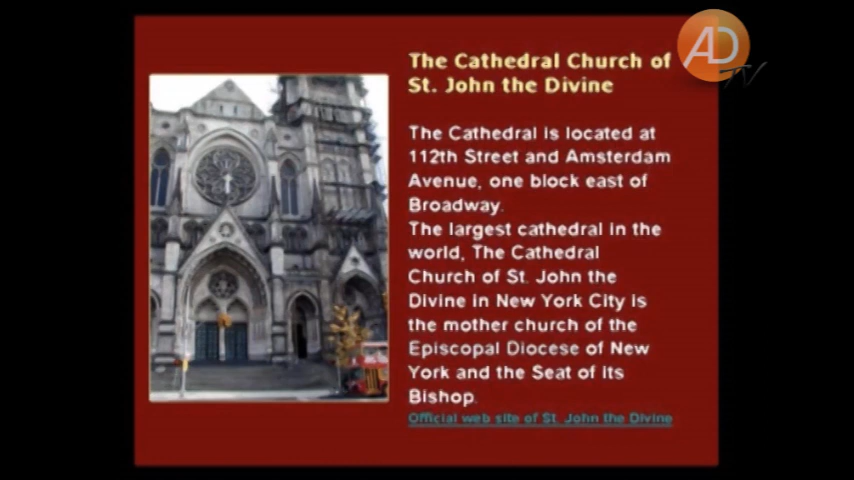 AD
TV
The Cathedral Church of
St. John the Divine
The Cathedral is located at
112th Street and Amsterdam
Avenue, one block east of
Broadway.
The largest cathedral in the
world, The Cathedral
Church of St. John the
Divine in New York City is
the mother church of the
Episcopal Diocese of New
York and the Seat of its
Bishop.
Official web site of St. John the Divine